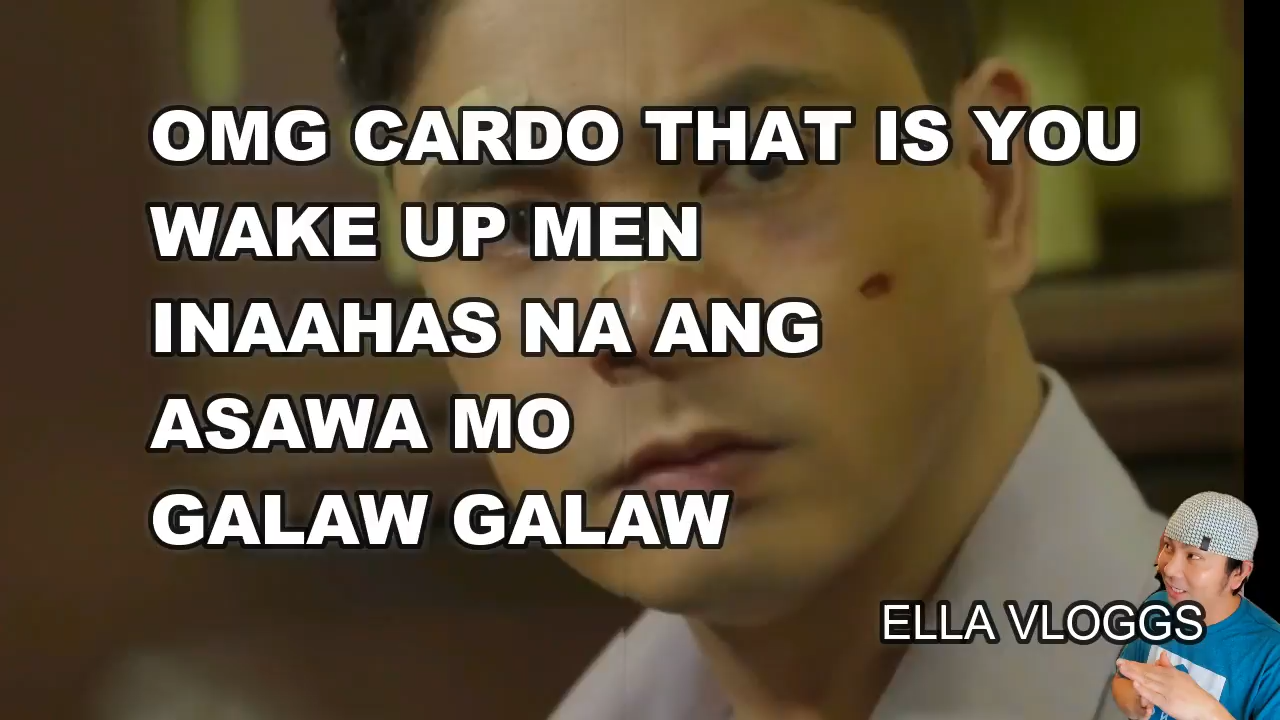 OMG CARDO THAT IS YOU
WAKE UP MEN
INAAHAS NA ANG
ASAWA MO
GALAW GALAW
ELLA VLOGGS